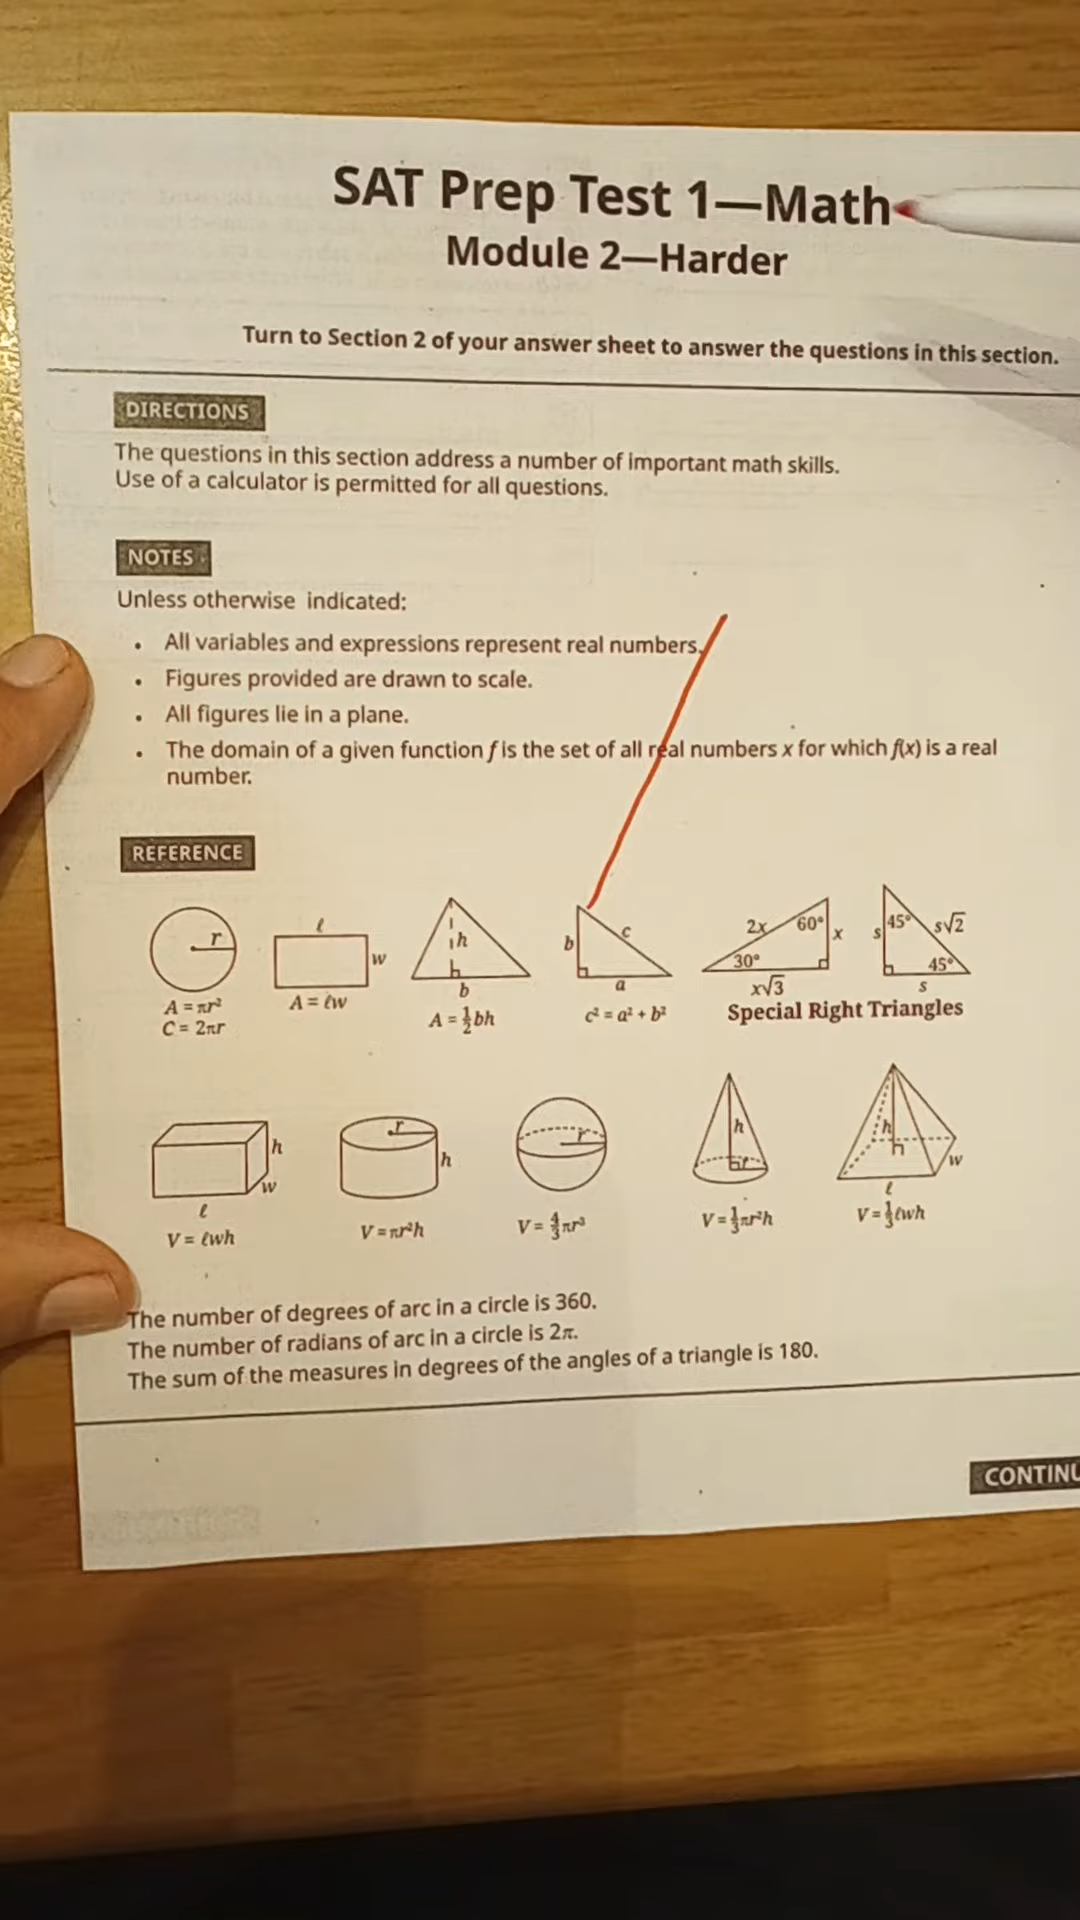 SAT Prep Test 1—Math
Module 2—Harder
Turn to Section 2 of your answer sheet to answer the questions in this section.
DIRECTIONS
The questions in this section address a number of important math skills.
Use of a calculator is permitted for all questions.
NOTES
Unless otherwise indicated:
• All variables and expressions represent real numbers.
• Figures provided are drawn to scale.
• All figures lie in a plane.
• The domain of a given function f is the set of all real numbers x for which f(x) is a real
number.
REFERENCE
r
A = πr²
C = 2πr
ℓ
w
A = ℓw
h
b
A = ½bh
b
c
a
c² = a² + b²
2x
60°
x
30°
x√3
s
45°
s√2
45°
s
Special Right Triangles
h
w
ℓ
V = ℓwh
r
h
V = πr²h
r
V = 4/3 πr³
h
r
V = 1/3 πr²h
h
w
ℓ
V = 1/3 ℓwh
The number of degrees of arc in a circle is 360.
The number of radians of arc in a circle is 2π.
The sum of the measures in degrees of the angles of a triangle is 180.
CONTINU